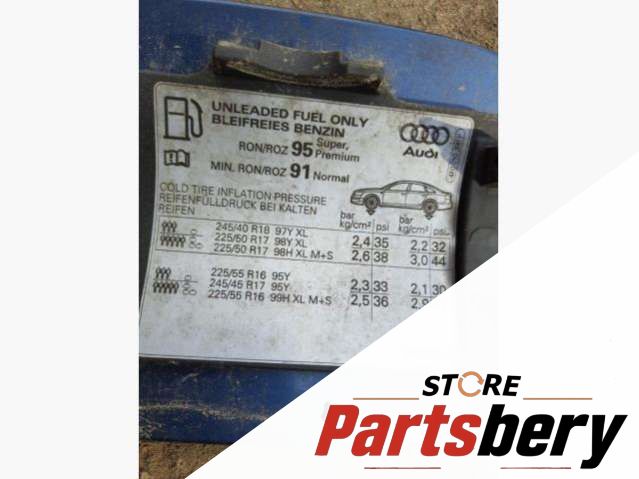 UNLEADED FUEL ONLY
BLEIFREIES BENZIN
RON/ROZ 95 Super, Premium
MIN. RON/ROZ 91 Normal
Audi
COLD TIRE INFLATION PRESSURE
REIFENFÜLLDRUCK BEI KALTEN
REIFEN
bar kg/cm² psi bar kg/cm² psi
245/40 R18 97Y XL
225/50 R17 98Y XL 2,4 35 2,2 32
225/50 R17 98H XL M+S 2,6 38 3,0 44
225/55 R16 95Y
245/45 R17 95Y 2,3 33 2,1 30
225/55 R16 99H XL M+S 2,5 36
STORE
Partsbery